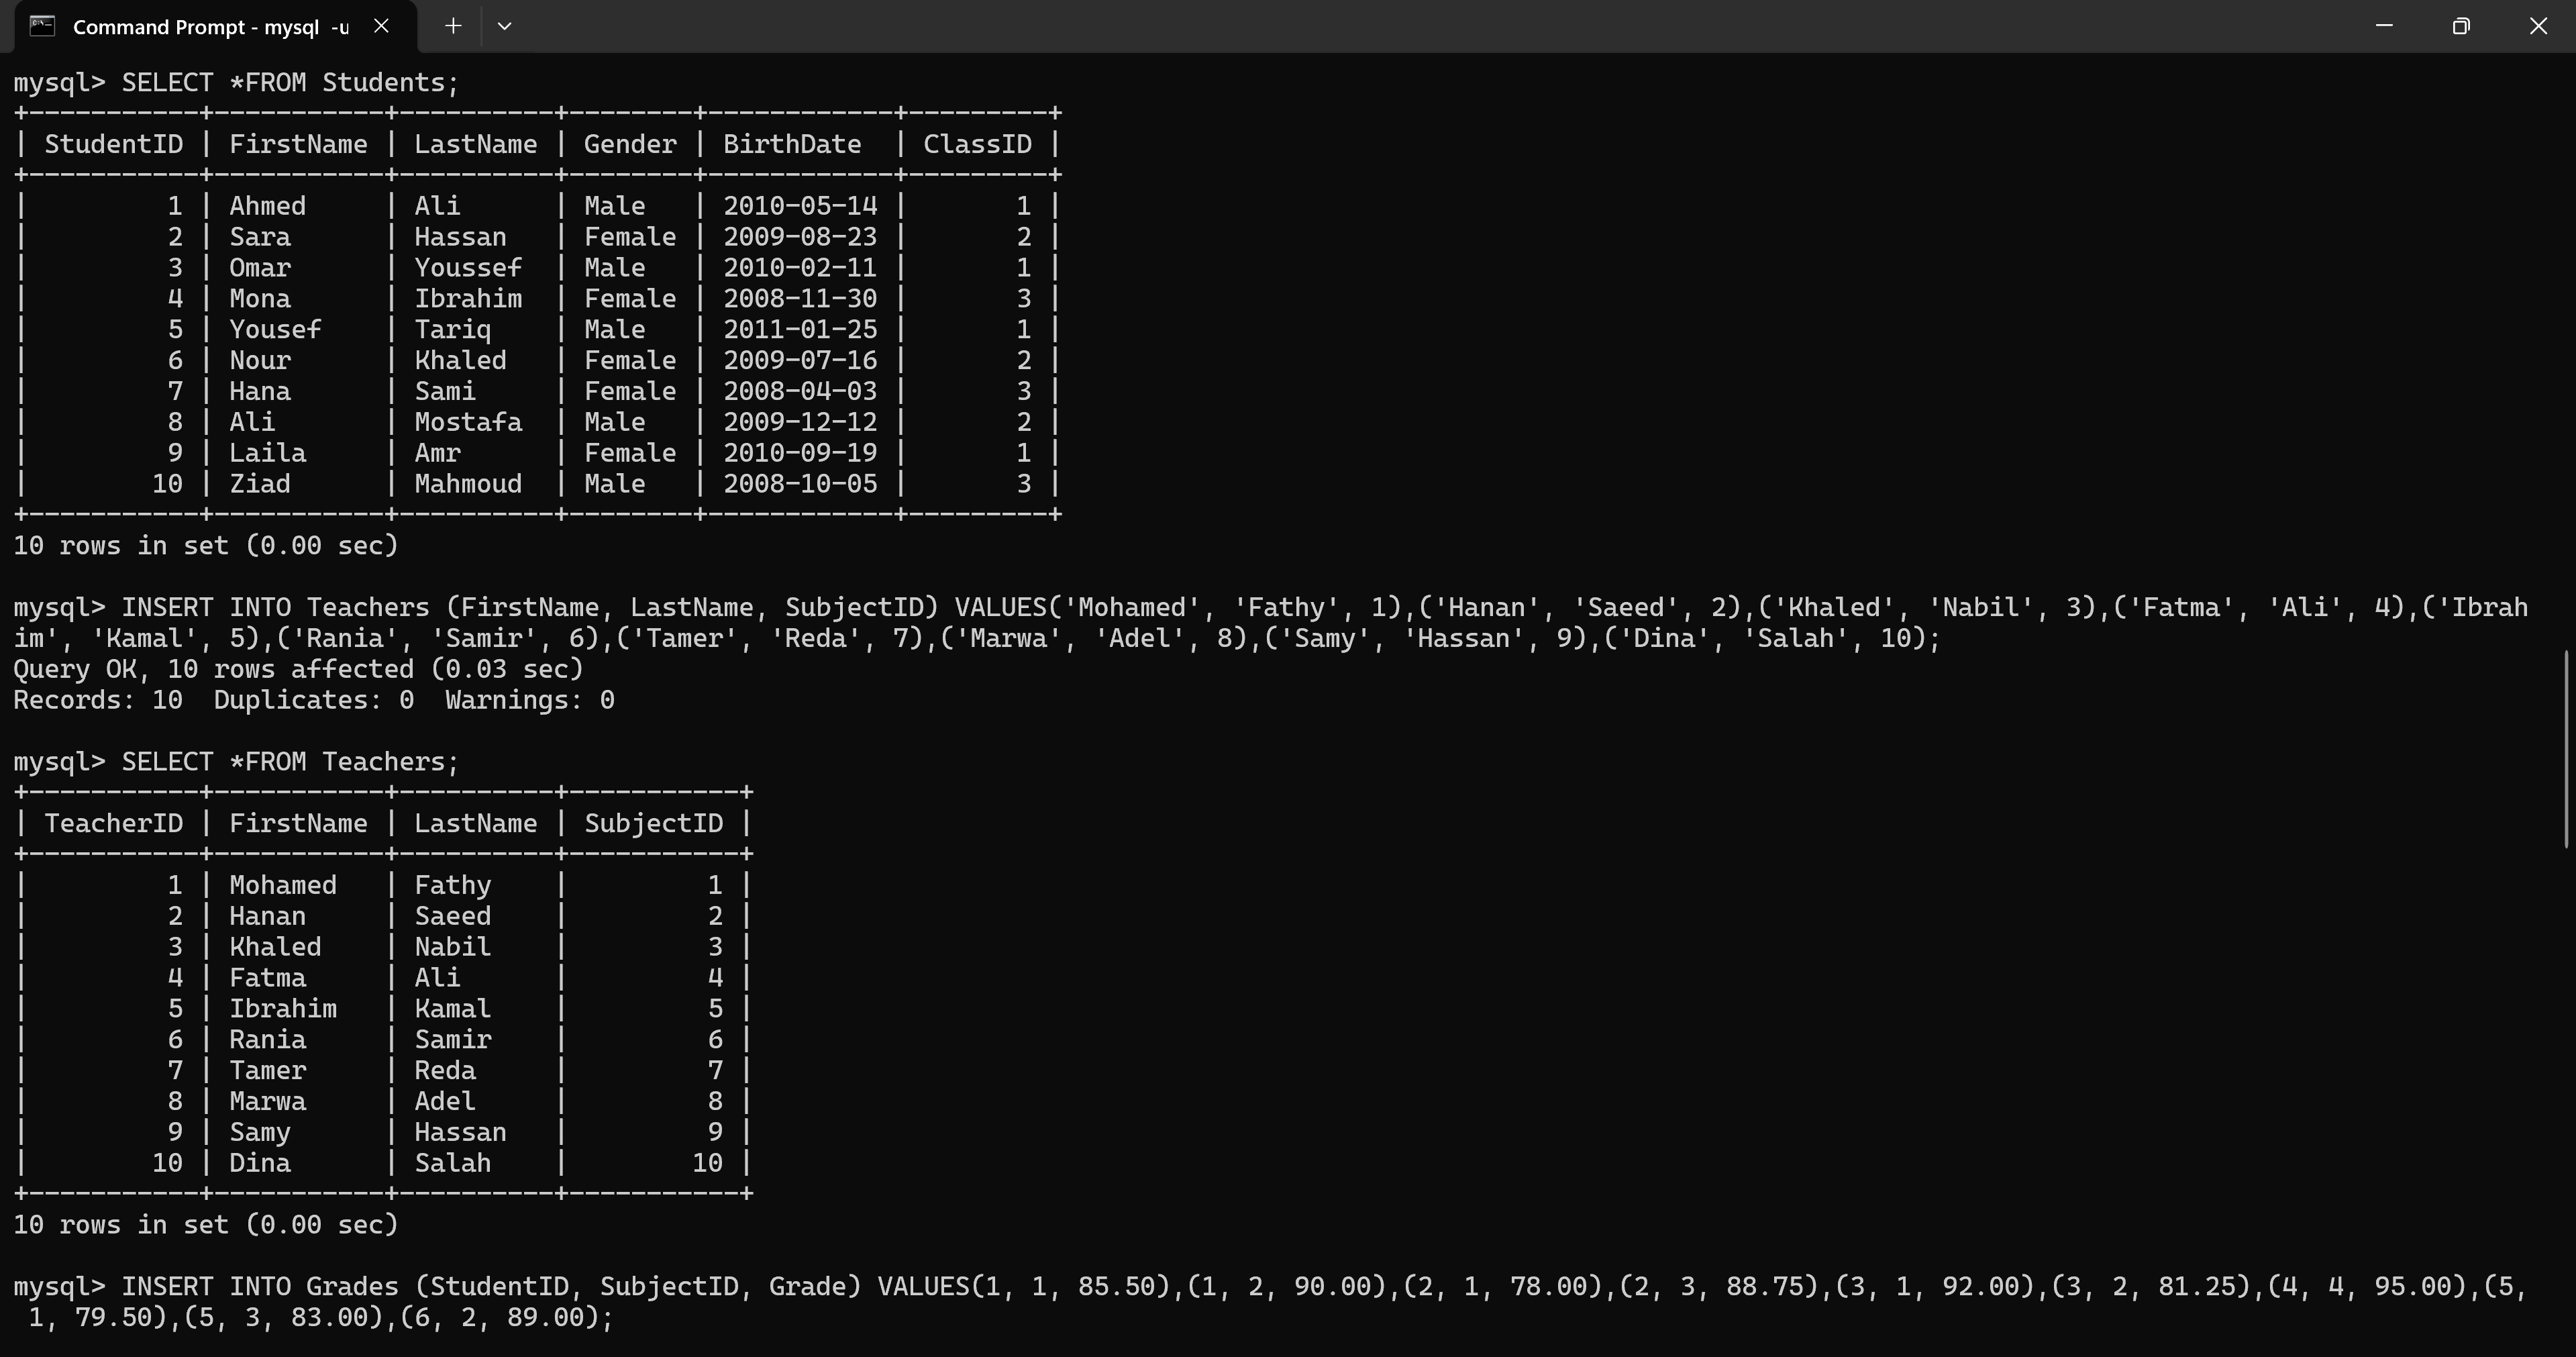 Command Prompt - mysql -u
mysql> SELECT *FROM Students;
+-----------+-----------+----------+--------+------------+---------+
| StudentID | FirstName | LastName | Gender | BirthDate  | ClassID |
+-----------+-----------+----------+--------+------------+---------+
|         1 | Ahmed     | Ali      | Male   | 2010-05-14 |       1 |
|         2 | Sara      | Hassan   | Female | 2009-08-23 |       2 |
|         3 | Omar      | Youssef  | Male   | 2010-02-11 |       1 |
|         4 | Mona      | Ibrahim  | Female | 2008-11-30 |       3 |
|         5 | Yousef    | Tariq    | Male   | 2011-01-25 |       1 |
|         6 | Nour      | Khaled   | Female | 2009-07-16 |       2 |
|         7 | Hana      | Sami     | Female | 2008-04-03 |       3 |
|         8 | Ali       | Mostafa  | Male   | 2009-12-12 |       2 |
|         9 | Laila     | Amr      | Female | 2010-09-19 |       1 |
|        10 | Ziad      | Mahmoud  | Male   | 2008-10-05 |       3 |
+-----------+-----------+----------+--------+------------+---------+
10 rows in set (0.00 sec)
mysql> INSERT INTO Teachers (FirstName, LastName, SubjectID) VALUES('Mohamed', 'Fathy', 1),('Hanan', 'Saeed', 2),('Khaled', 'Nabil', 3),('Fatma', 'Ali', 4),('Ibrah
im', 'Kamal', 5),('Rania', 'Samir', 6),('Tamer', 'Reda', 7),('Marwa', 'Adel', 8),('Samy', 'Hassan', 9),('Dina', 'Salah', 10);
Query OK, 10 rows affected (0.03 sec)
Records: 10  Duplicates: 0  Warnings: 0
mysql> SELECT *FROM Teachers;
+-----------+-----------+----------+-----------+
| TeacherID | FirstName | LastName | SubjectID |
+-----------+-----------+----------+-----------+
|         1 | Mohamed   | Fathy    |         1 |
|         2 | Hanan     | Saeed    |         2 |
|         3 | Khaled    | Nabil    |         3 |
|         4 | Fatma     | Ali      |         4 |
|         5 | Ibrahim   | Kamal    |         5 |
|         6 | Rania     | Samir    |         6 |
|         7 | Tamer     | Reda     |         7 |
|         8 | Marwa     | Adel     |         8 |
|         9 | Samy      | Hassan   |         9 |
|        10 | Dina      | Salah    |        10 |
+-----------+-----------+----------+-----------+
10 rows in set (0.00 sec)
mysql> INSERT INTO Grades (StudentID, SubjectID, Grade) VALUES(1, 1, 85.50),(1, 2, 90.00),(2, 1, 78.00),(2, 3, 88.75),(3, 1, 92.00),(3, 2, 81.25),(4, 4, 95.00),(5,
 1, 79.50),(5, 3, 83.00),(6, 2, 89.00);